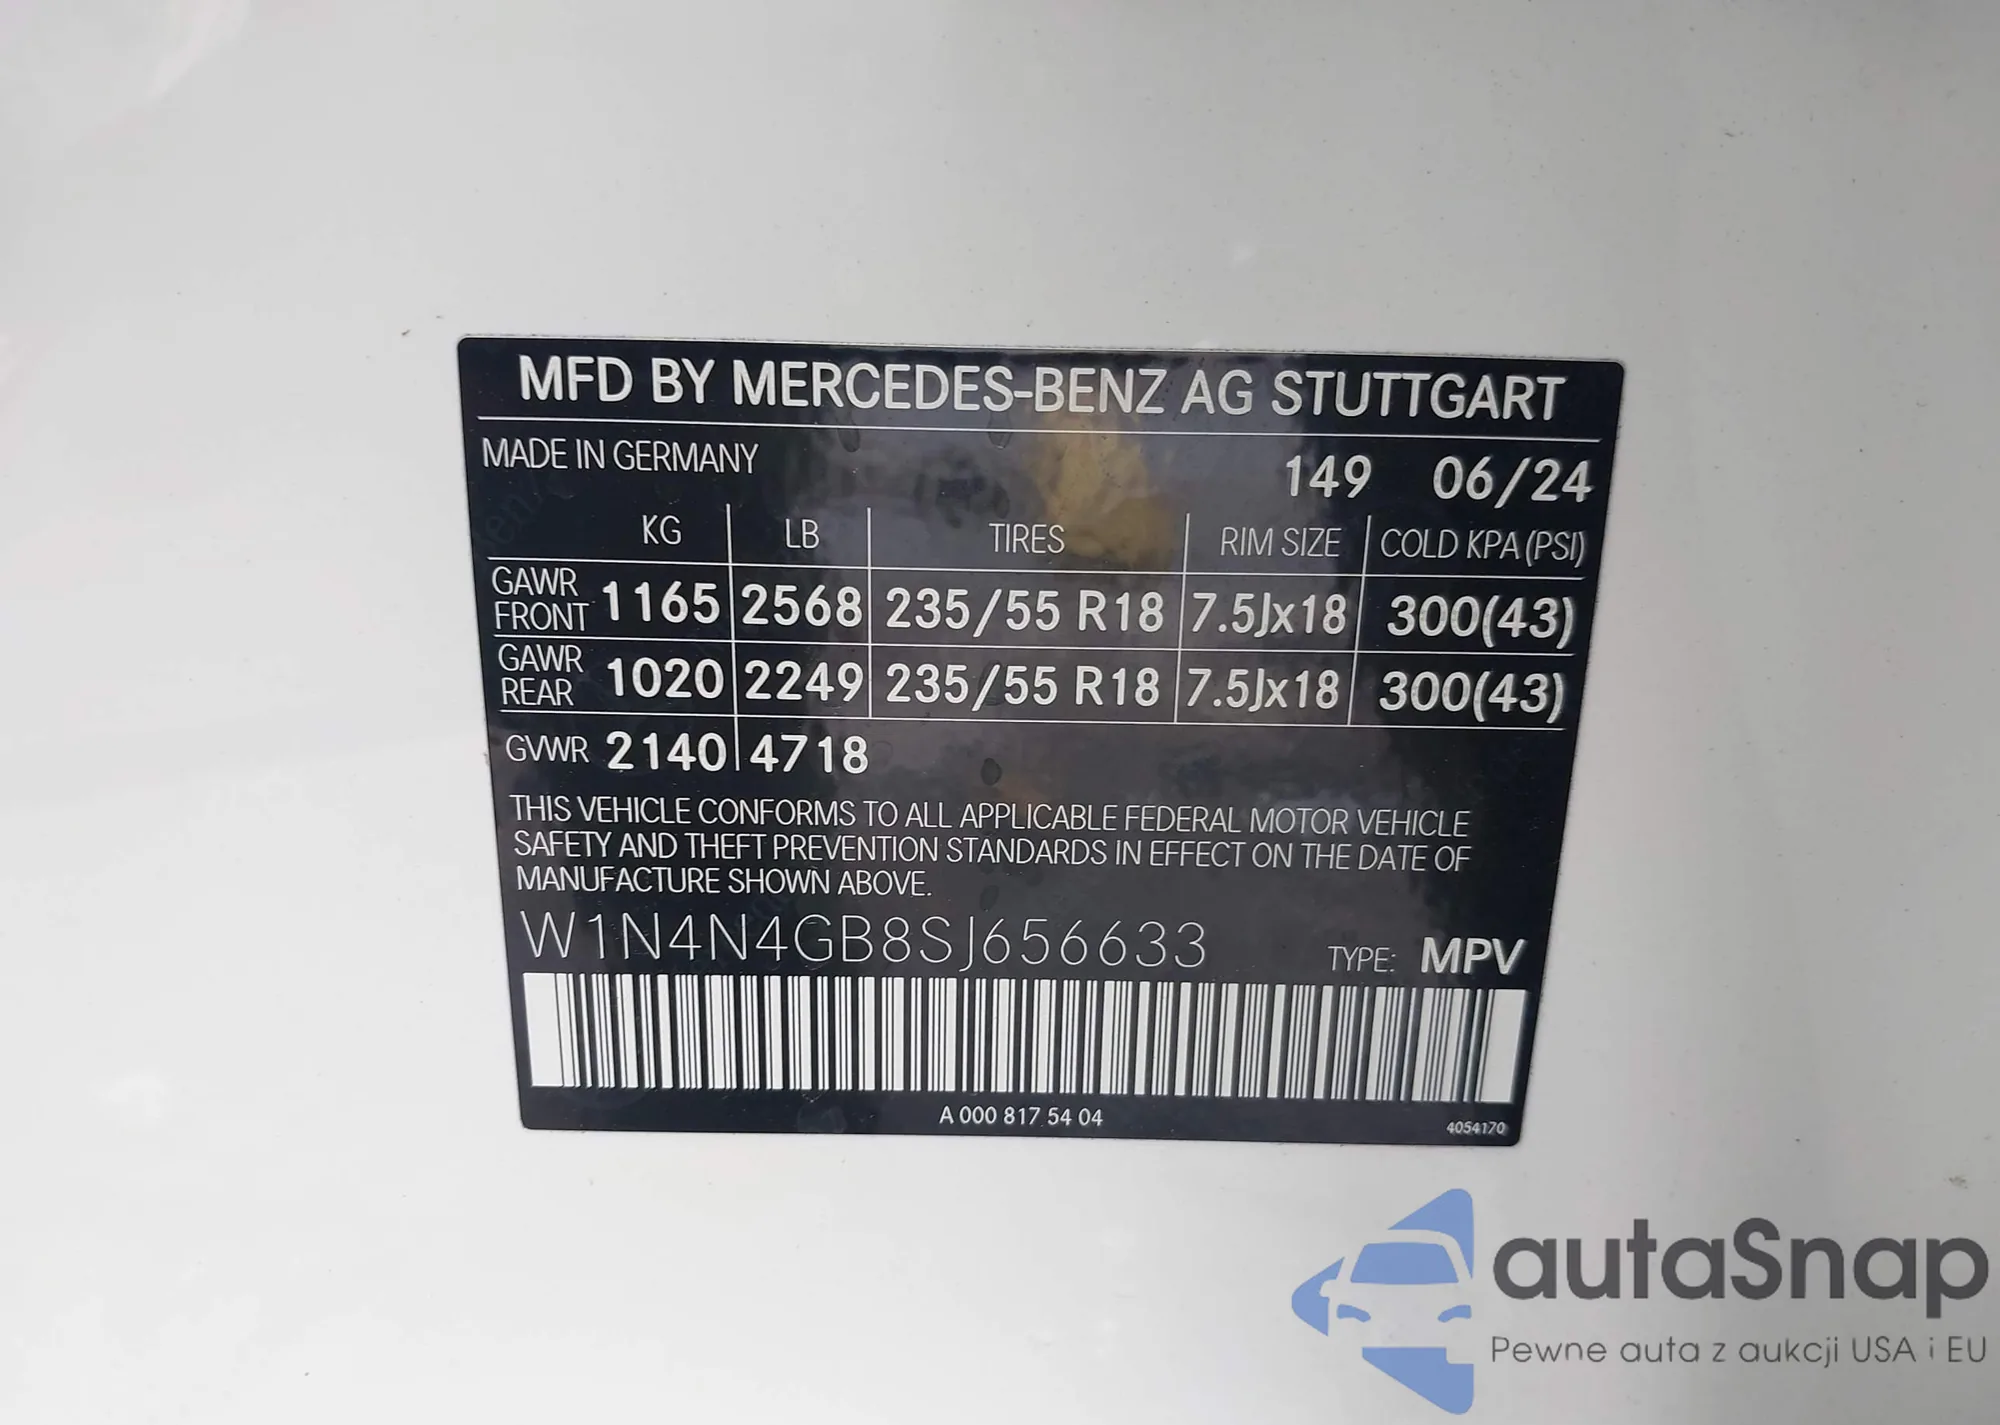 MFD BY MERCEDES-BENZ AG STUTTGART
MADE IN GERMANY 149 06/24
KG LB TIRES RIM SIZE COLD KPA (PSI)
GAWR FRONT 1165 2568 235/55 R18 7.5Jx18 300(43)
GAWR REAR 1020 2249 235/55 R18 7.5Jx18 300(43)
GVWR 2140 4718
THIS VEHICLE CONFORMS TO ALL APPLICABLE FEDERAL MOTOR VEHICLE
SAFETY AND THEFT PREVENTION STANDARDS IN EFFECT ON THE DATE OF
MANUFACTURE SHOWN ABOVE.
W1N4N4GB8SJ656633 TYPE: MPV
A 000 817 54 04
4054170
autaSnap
Pewne auta z aukcji USA i EU